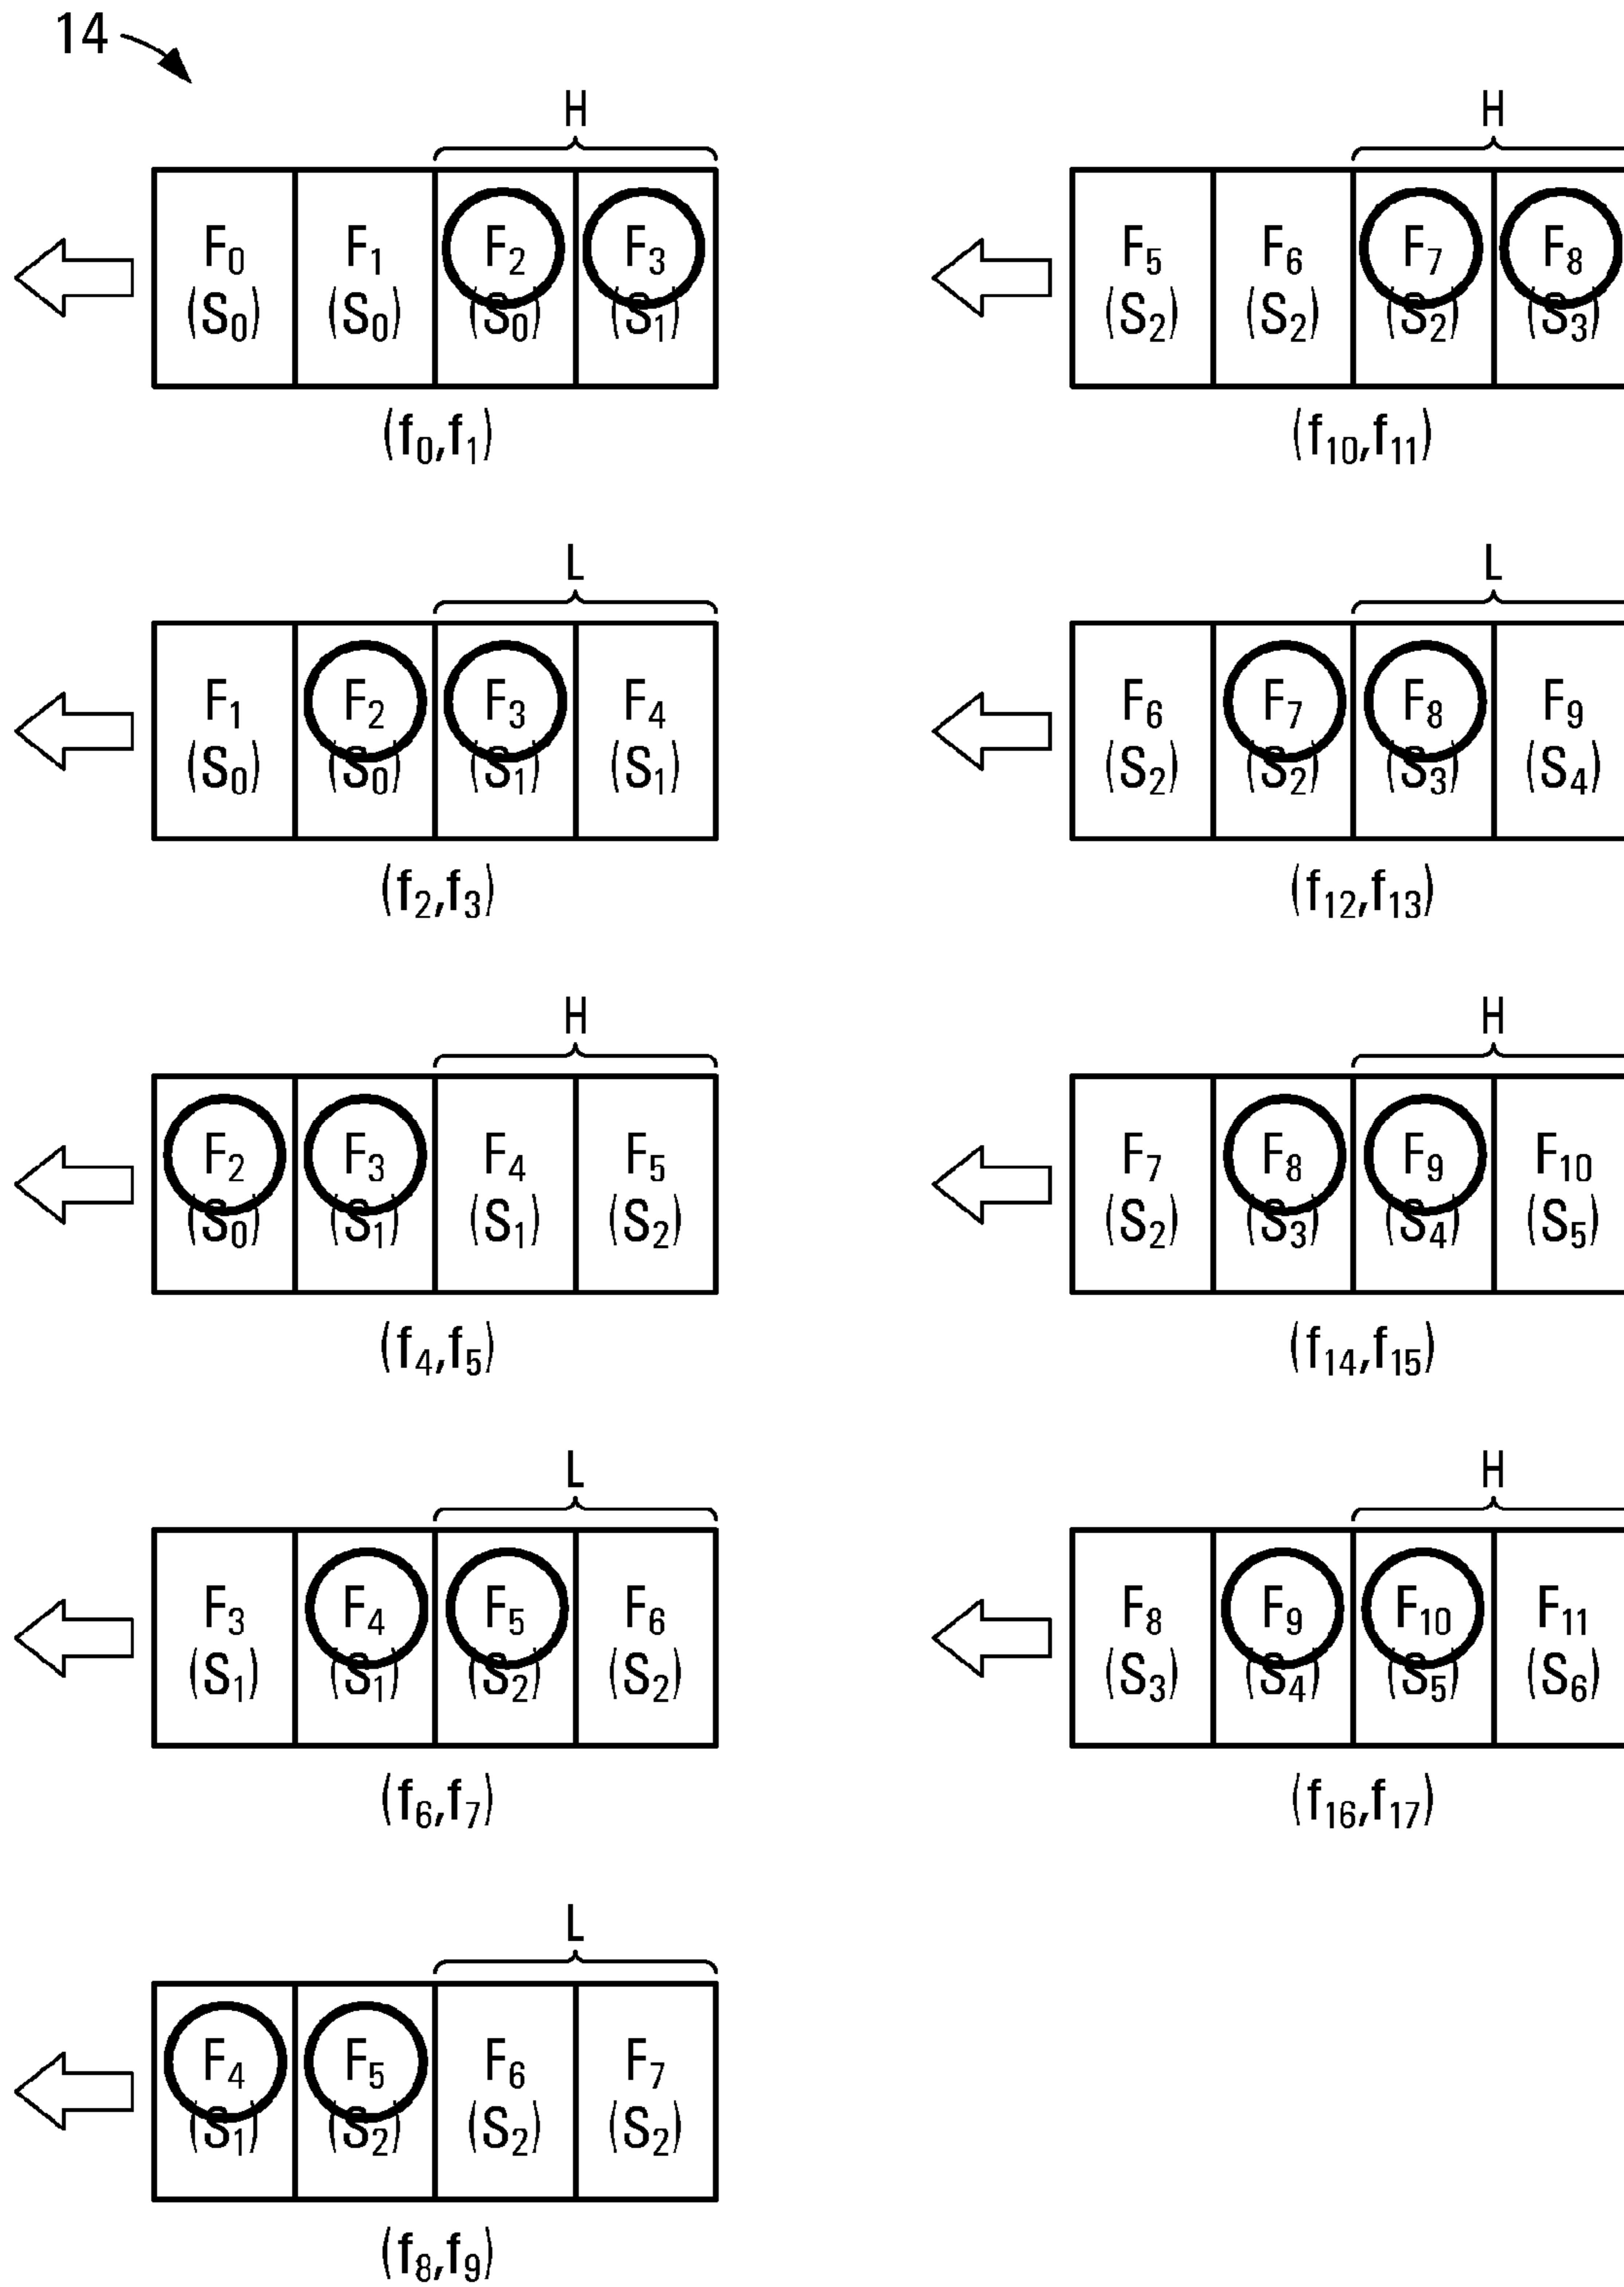 14
H
F₀ F₁ F₂ F₃
(S₀) (S₀) (S₀) (S₁)
(f₀,f₁)
L
F₁ F₂ F₃ F₄
(S₀) (S₀) (S₁) (S₁)
(f₂,f₃)
H
F₂ F₃ F₄ F₅
(S₀) (S₁) (S₁) (S₂)
(f₄,f₅)
L
F₃ F₄ F₅ F₆
(S₁) (S₁) (S₂) (S₂)
(f₆,f₇)
L
F₄ F₅ F₆ F₇
(S₁) (S₂) (S₂) (S₂)
(f₈,f₉)
H
F₅ F₆ F₇ F₈
(S₂) (S₂) (S₂) (S₃)
(f₁₀,f₁₁)
L
F₆ F₇ F₈ F₉
(S₂) (S₂) (S₃) (S₄)
(f₁₂,f₁₃)
H
F₇ F₈ F₉ F₁₀
(S₂) (S₃) (S₄) (S₅)
(f₁₄,f₁₅)
H
F₈ F₉ F₁₀ F₁₁
(S₃) (S₄) (S₅) (S₆)
(f₁₆,f₁₇)